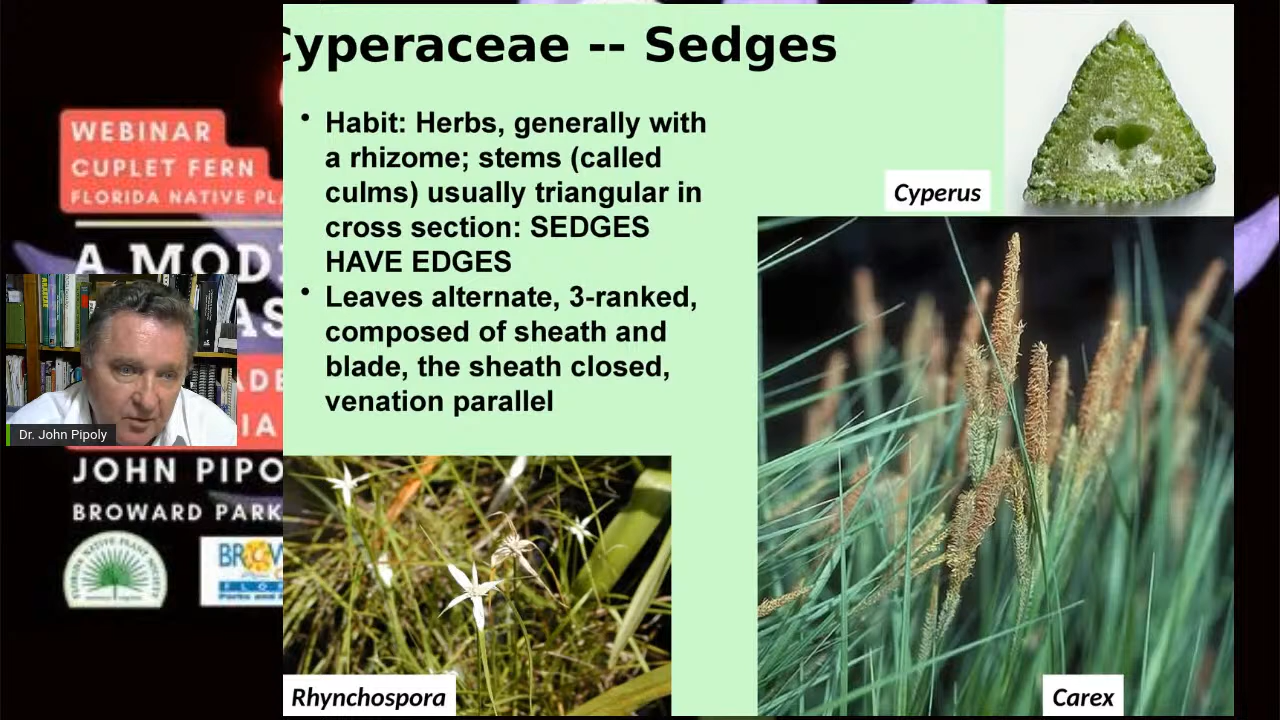 Cyperaceae -- Sedges
• Habit: Herbs, generally with
a rhizome; stems (called
culms) usually triangular in
cross section: SEDGES
HAVE EDGES
• Leaves alternate, 3-ranked,
composed of sheath and
blade, the sheath closed,
venation parallel
Cyperus
Rhynchospora
Carex
WEBINAR
CUPLET FERN
FLORIDA NATIVE PLA
A MOD
AS
ADE
IA
JOHN PIPO
BROWARD PARK
Dr. John Pipoly